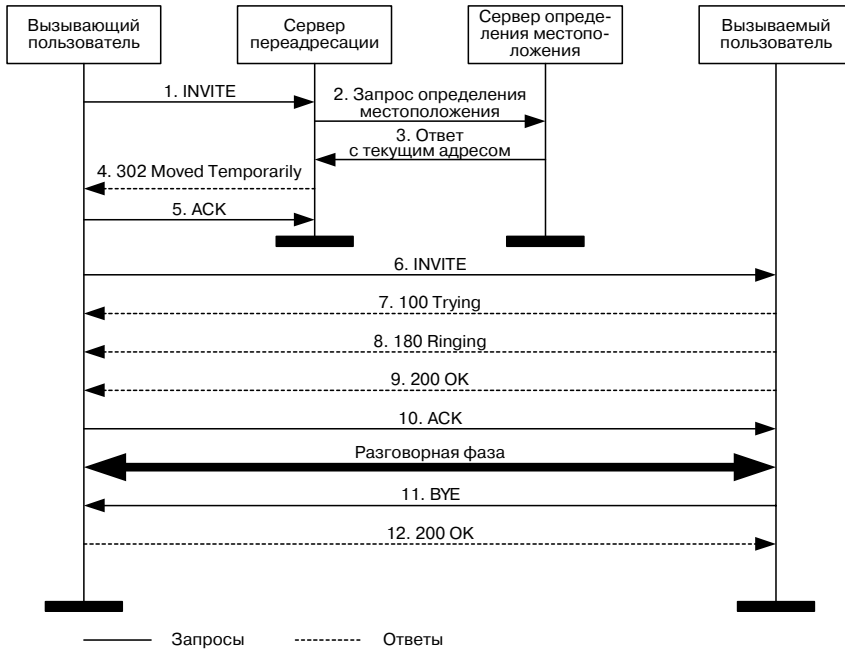 Вызывающий
пользователь
Сервер
переадресации
Сервер опреде-
ления местопо-
ложения
Вызываемый
пользователь
1. INVITE
2. Запрос определения
местоположения
3. Ответ
с текущим адресом
4. 302 Moved Temporarily
5. ACK
6. INVITE
7. 100 Trying
8. 180 Ringing
9. 200 OK
10. ACK
Разговорная фаза
11. BYE
12. 200 OK
Запросы
Ответы